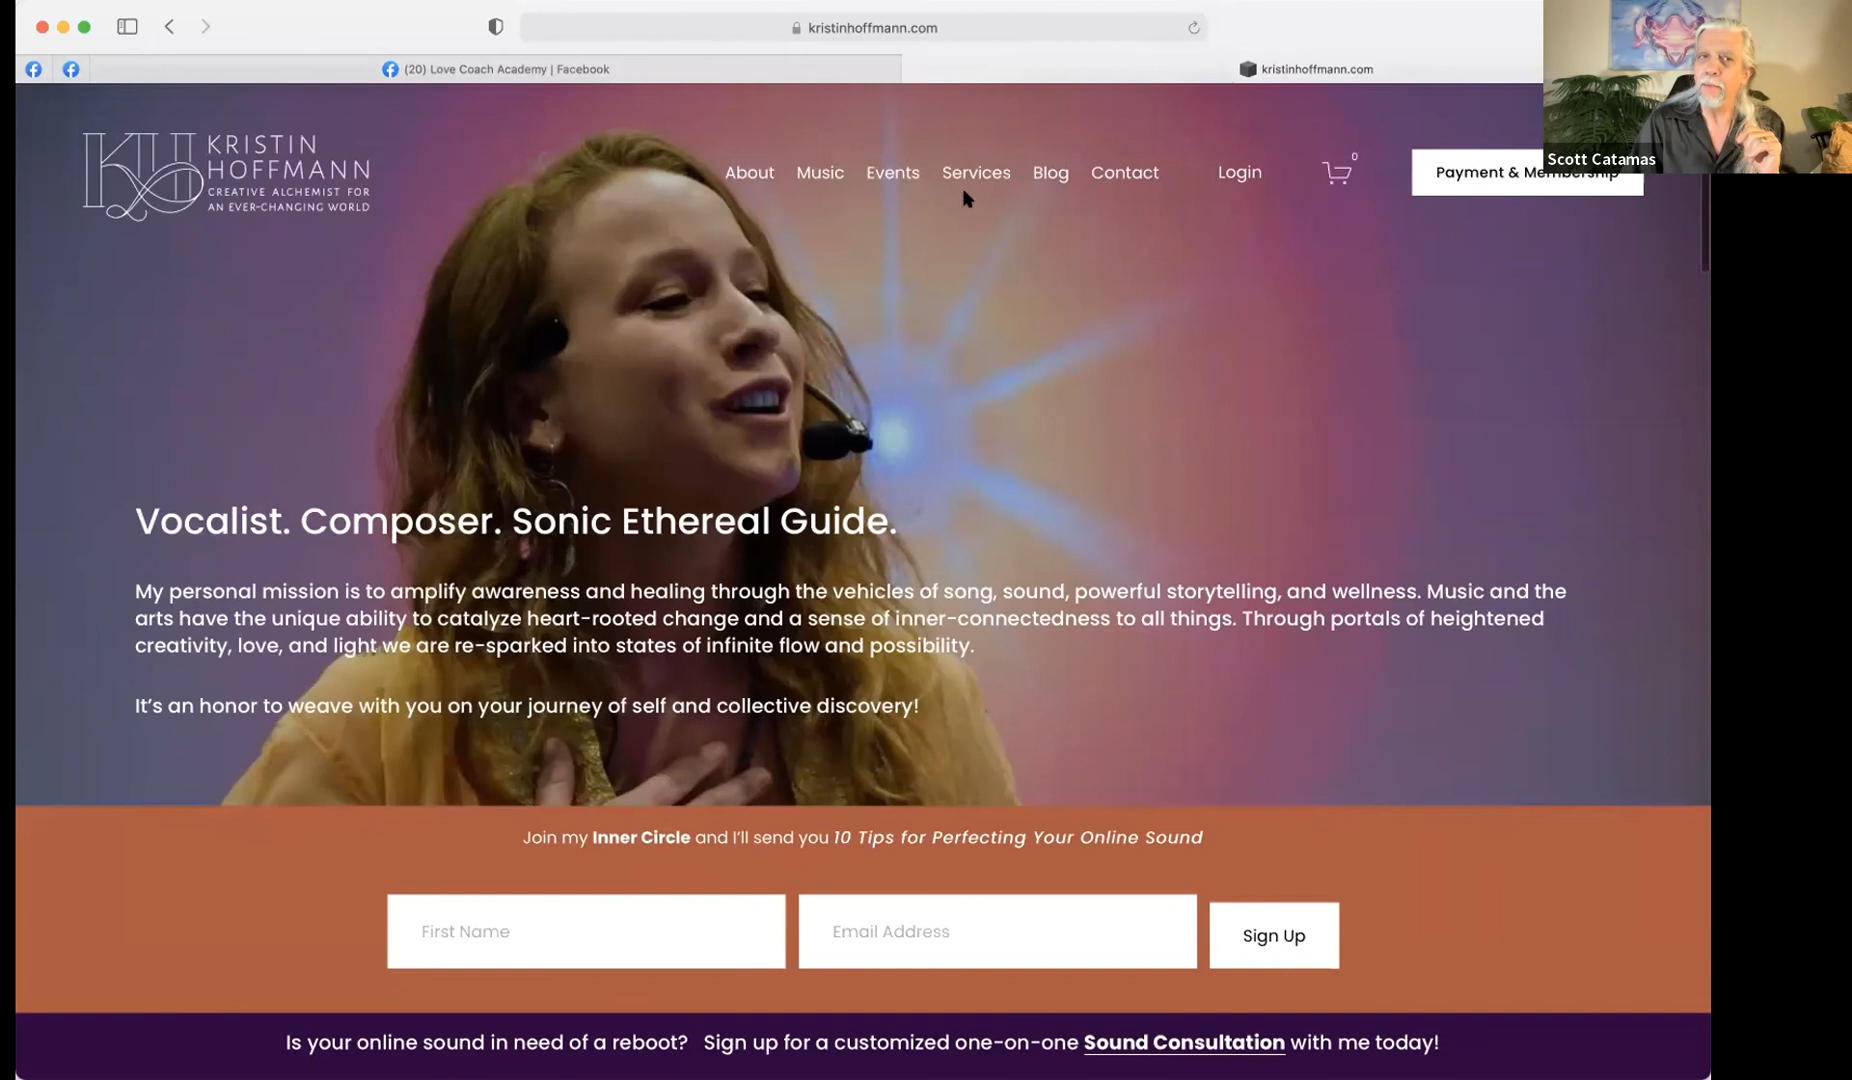 kristinhoffmann.com
(20) Love Coach Academy | Facebook
kristinhoffmann.com
KH KRISTIN
HOFFMANN
CREATIVE ALCHEMIST FOR
AN EVER-CHANGING WORLD
About Music Events Services Blog Contact Login 0 Payment & Membership
Scott Catamas
Vocalist. Composer. Sonic Ethereal Guide.
My personal mission is to amplify awareness and healing through the vehicles of song, sound, powerful storytelling, and wellness. Music and the
arts have the unique ability to catalyze heart-rooted change and a sense of inner-connectedness to all things. Through portals of heightened
creativity, love, and light we are re-sparked into states of infinite flow and possibility.
It’s an honor to weave with you on your journey of self and collective discovery!
Join my Inner Circle and I’ll send you 10 Tips for Perfecting Your Online Sound
First Name Email Address Sign Up
Is your online sound in need of a reboot? Sign up for a customized one-on-one Sound Consultation with me today!